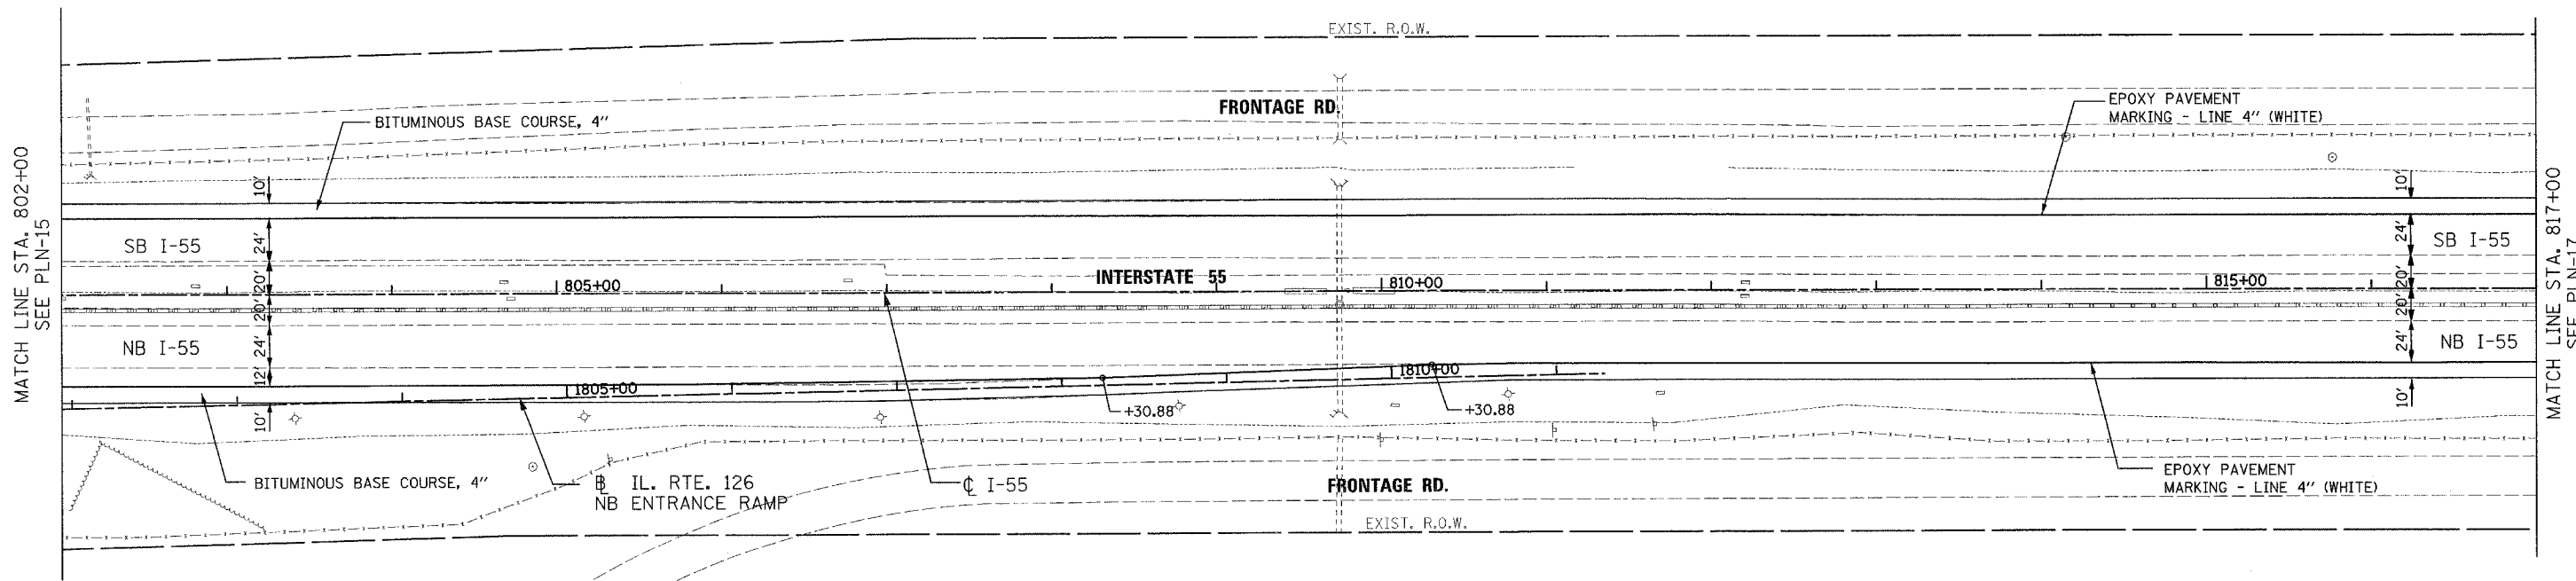 EXIST. R.O.W.
FRONTAGE RD.
EPOXY PAVEMENT
MARKING - LINE 4" (WHITE)
BITUMINOUS BASE COURSE, 4"
MATCH LINE STA. 802+00
SEE PLN-15
10'
24'
20'
20'
24'
12'
10'
SB I-55
NB I-55
805+00
INTERSTATE 55
810+00
815+00
1805+00
1810+00
+30.88
+30.88
10'
24'
20'
20'
24'
10'
SB I-55
NB I-55
MATCH LINE STA. 817+00
SEE PLN-17
BITUMINOUS BASE COURSE, 4"
IL. RTE. 126
NB ENTRANCE RAMP
I-55
FRONTAGE RD.
EPOXY PAVEMENT
MARKING - LINE 4" (WHITE)
EXIST. R.O.W.